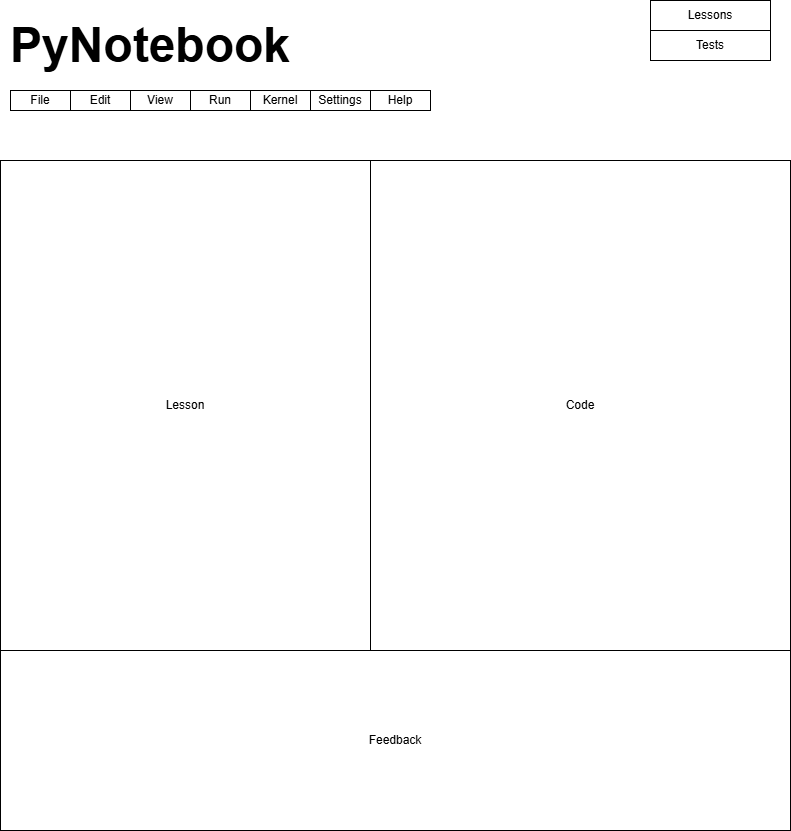 PyNotebook
Lessons
Tests
File Edit View Run Kernel Settings Help
Lesson
Code
Feedback